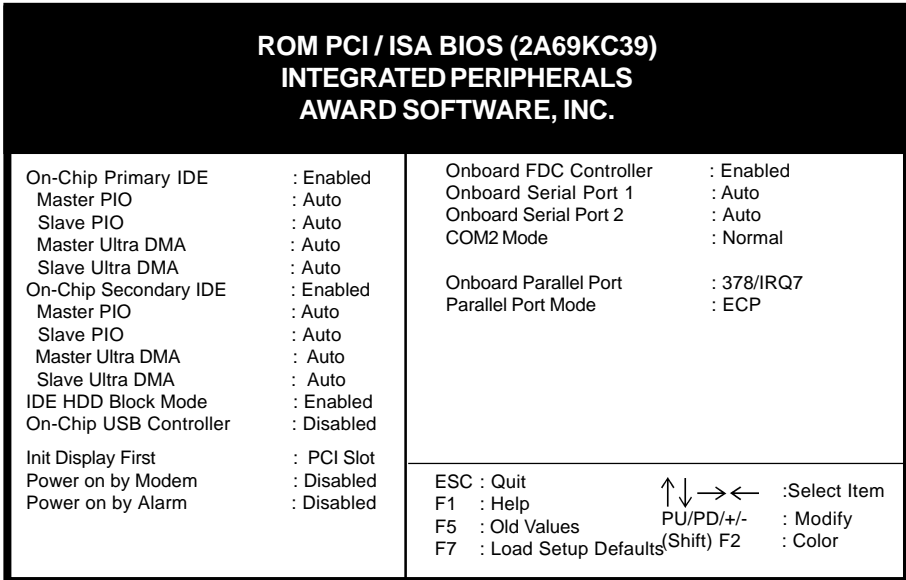 ROM PCI / ISA BIOS (2A69KC39)
INTEGRATED PERIPHERALS
AWARD SOFTWARE, INC.
On-Chip Primary IDE : Enabled
Master PIO : Auto
Slave PIO : Auto
Master Ultra DMA : Auto
Slave Ultra DMA : Auto
On-Chip Secondary IDE : Enabled
Master PIO : Auto
Slave PIO : Auto
Master Ultra DMA : Auto
Slave Ultra DMA : Auto
IDE HDD Block Mode : Enabled
On-Chip USB Controller : Disabled
Init Display First : PCI Slot
Power on by Modem : Disabled
Power on by Alarm : Disabled
Onboard FDC Controller : Enabled
Onboard Serial Port 1 : Auto
Onboard Serial Port 2 : Auto
COM2 Mode : Normal
Onboard Parallel Port : 378/IRQ7
Parallel Port Mode : ECP
ESC : Quit ↑↓→← :Select Item
F1 : Help PU/PD/+/- : Modify
F5 : Old Values (Shift) F2 : Color
F7 : Load Setup Defaults